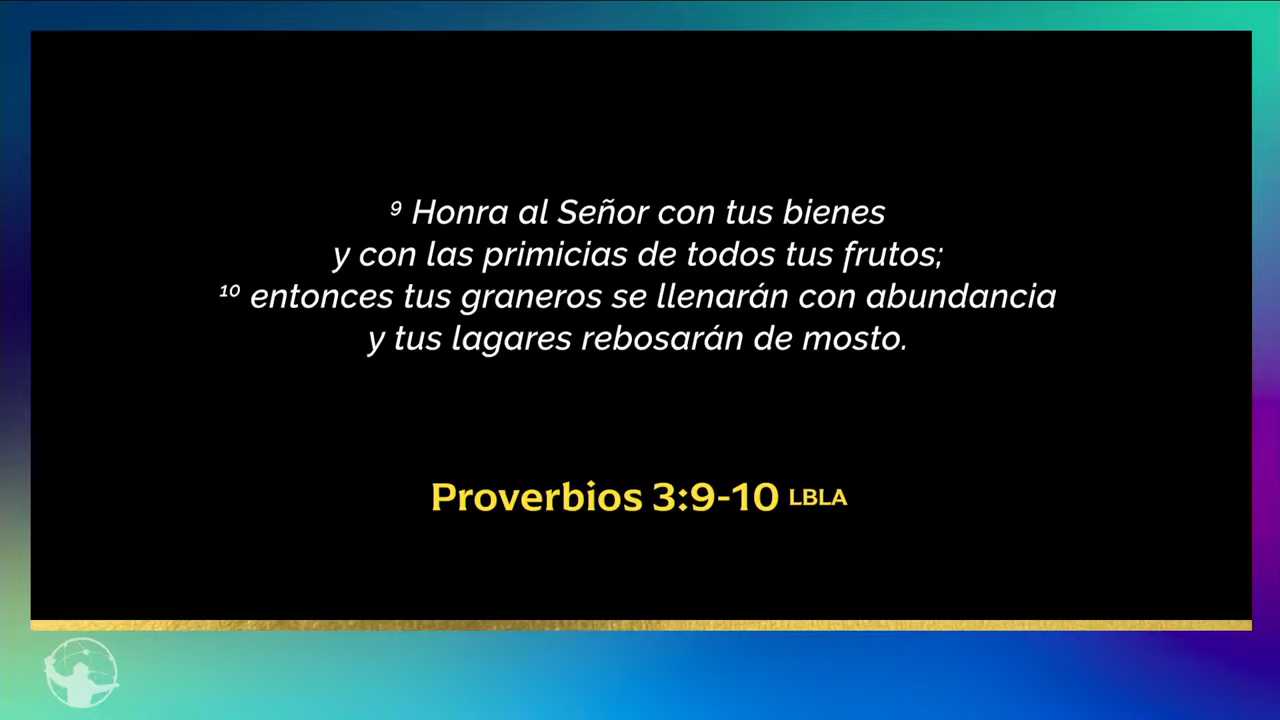 ⁹ Honra al Señor con tus bienes
y con las primicias de todos tus frutos;
¹⁰ entonces tus graneros se llenarán con abundancia
y tus lagares rebosarán de mosto.
Proverbios 3:9-10 LBLA